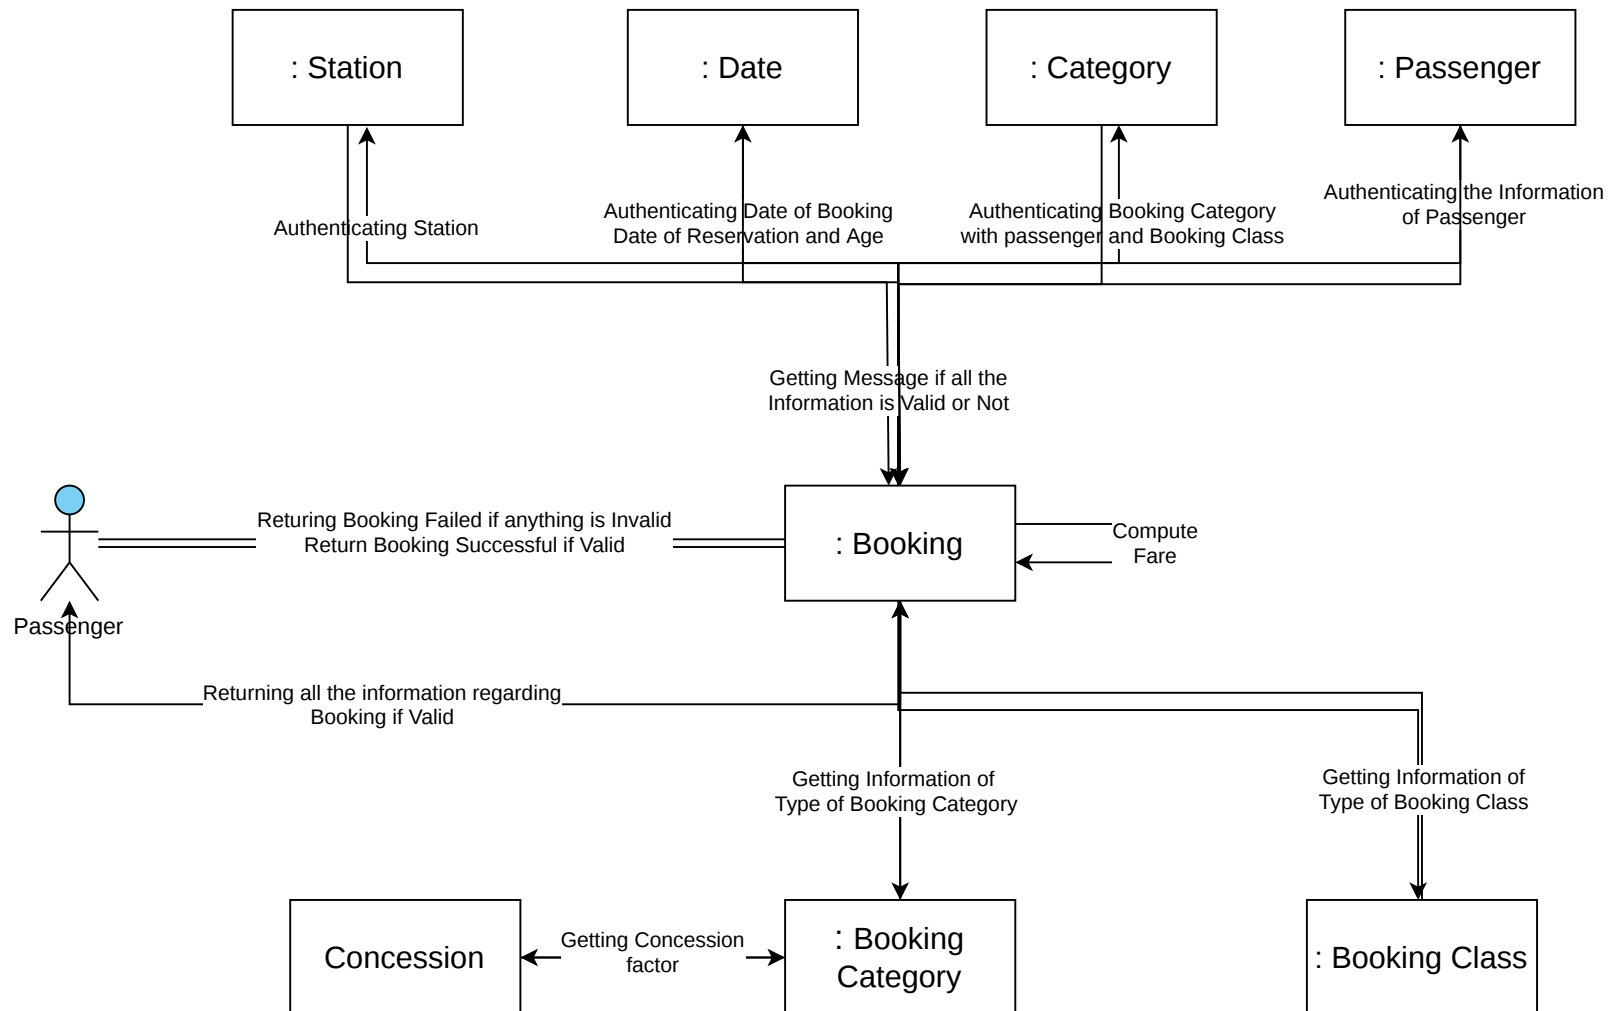 : Station
: Date
: Category
: Passenger
Authenticating the Information
of Passenger
Authenticating Station
Authenticating Date of Booking
Date of Reservation and Age
Authenticating Booking Category
with passenger and Booking Class
Getting Message if all the
Information is Valid or Not
Returing Booking Failed if anything is Invalid
Return Booking Successful if Valid
: Booking
Compute
Fare
Passenger
Returning all the information regarding
Booking if Valid
Getting Information of
Type of Booking Category
Getting Information of
Type of Booking Class
Concession
Getting Concession
factor
: Booking
Category
: Booking Class